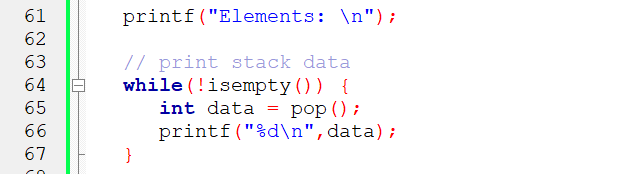 61 printf("Elements: \n");
62
63 // print stack data
64 while(!isempty()) {
65 int data = pop();
66 printf("%d\n",data);
67 }